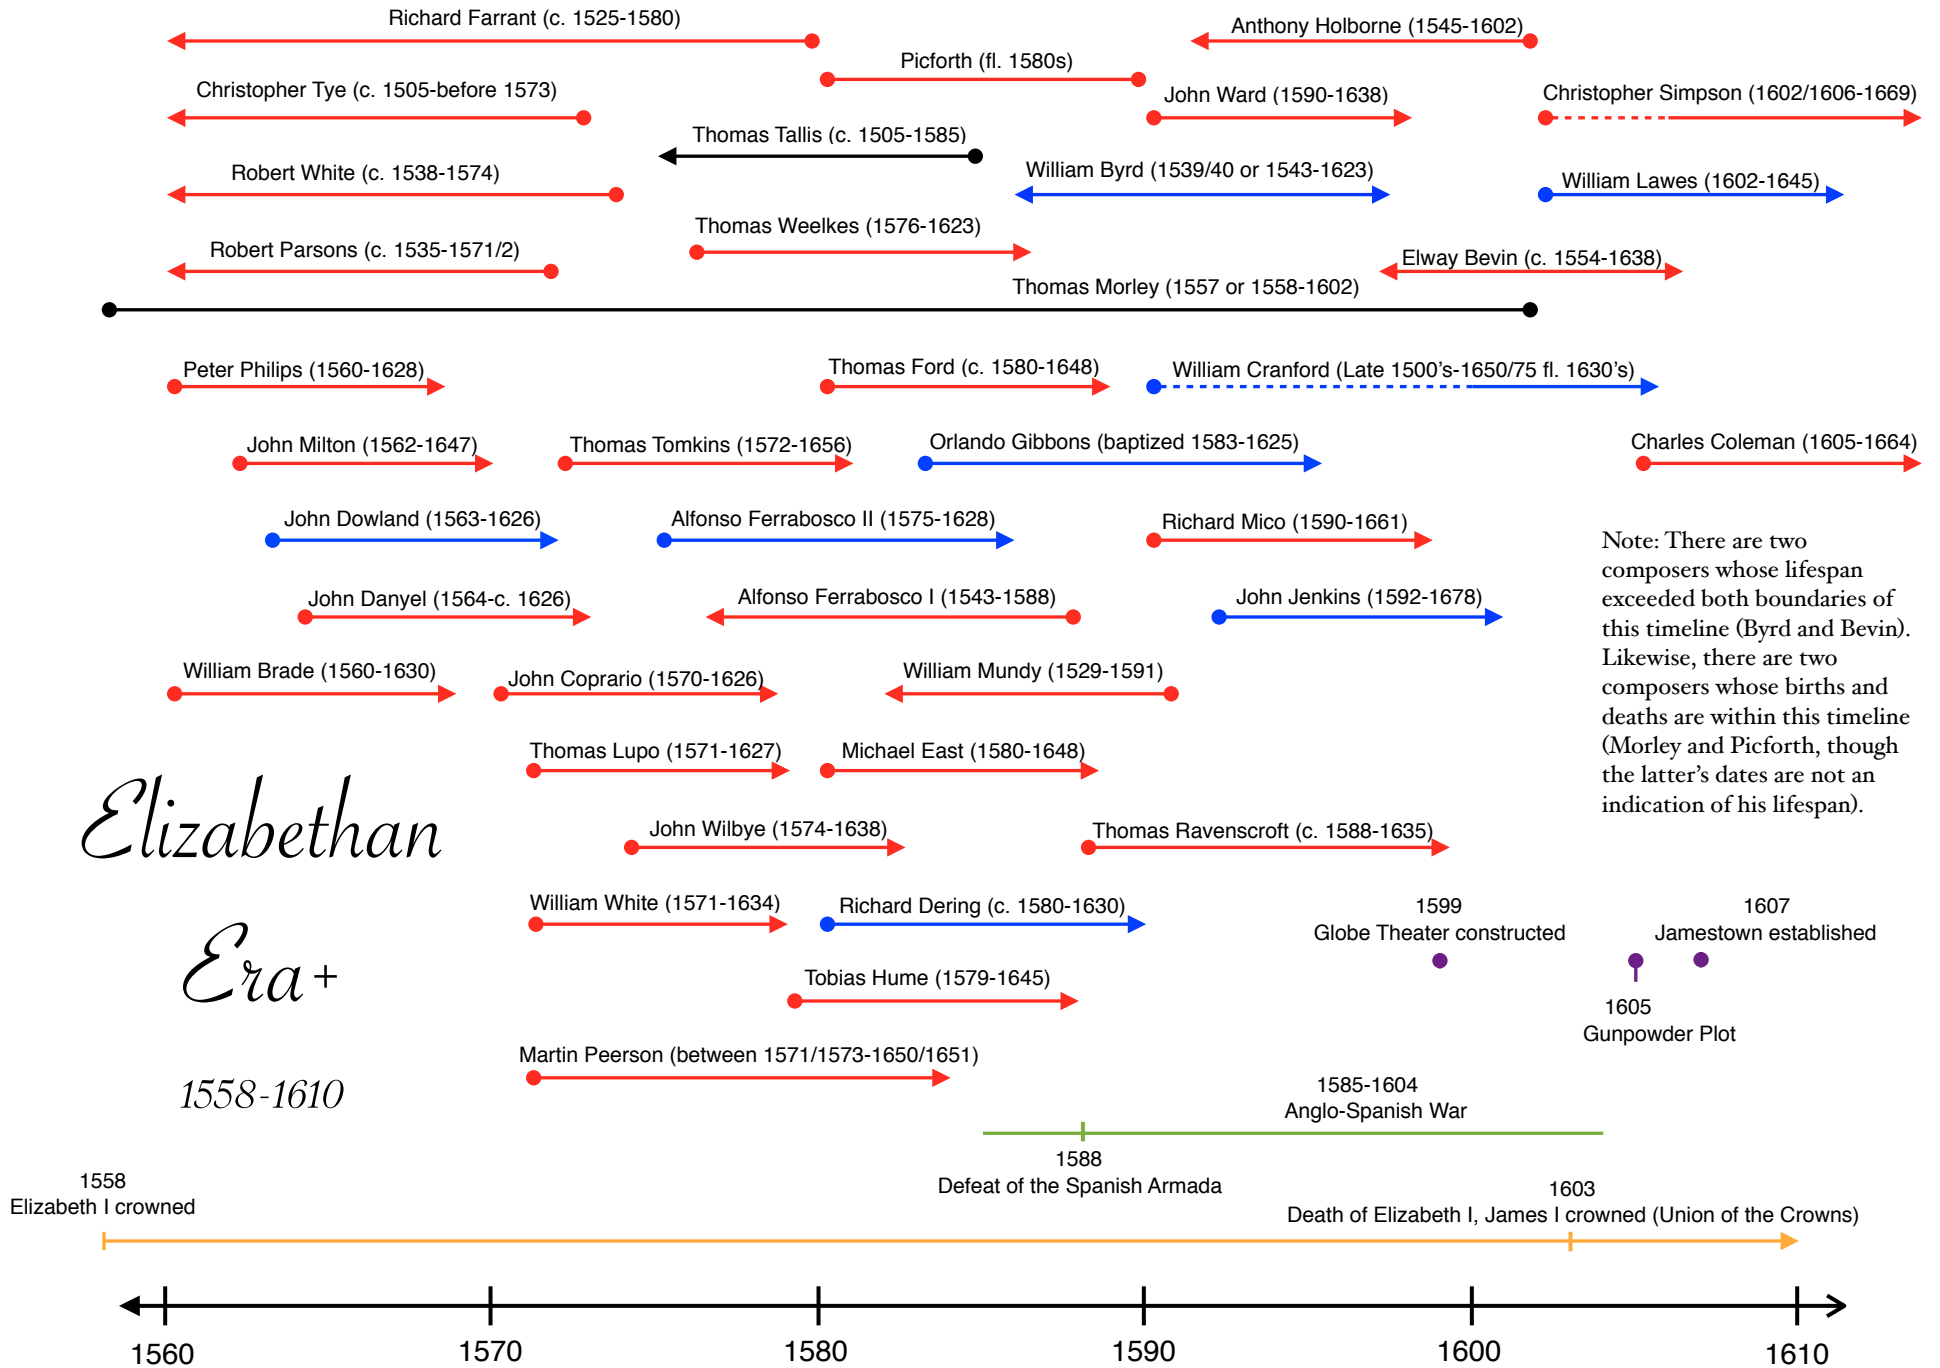 Richard Farrant (c. 1525-1580)
Anthony Holborne (1545-1602)
Picforth (fl. 1580s)
Christopher Tye (c. 1505-before 1573)
John Ward (1590-1638)
Christopher Simpson (1602/1606-1669)
Thomas Tallis (c. 1505-1585)
Robert White (c. 1538-1574)
William Byrd (1539/40 or 1543-1623)
William Lawes (1602-1645)
Thomas Weelkes (1576-1623)
Robert Parsons (c. 1535-1571/2)
Elway Bevin (c. 1554-1638)
Thomas Morley (1557 or 1558-1602)
Peter Philips (1560-1628)
Thomas Ford (c. 1580-1648)
William Cranford (Late 1500’s-1650/75 fl. 1630’s)
John Milton (1562-1647)
Thomas Tomkins (1572-1656)
Orlando Gibbons (baptized 1583-1625)
Charles Coleman (1605-1664)
John Dowland (1563-1626)
Alfonso Ferrabosco II (1575-1628)
Richard Mico (1590-1661)
John Danyel (1564-c. 1626)
Alfonso Ferrabosco I (1543-1588)
John Jenkins (1592-1678)
William Brade (1560-1630)
John Coprario (1570-1626)
William Mundy (1529-1591)
Thomas Lupo (1571-1627)
Michael East (1580-1648)
John Wilbye (1574-1638)
Thomas Ravenscroft (c. 1588-1635)
William White (1571-1634)
Richard Dering (c. 1580-1630)
Tobias Hume (1579-1645)
Martin Peerson (between 1571/1573-1650/1651)
Note: There are two
composers whose lifespan
exceeded both boundaries of
this timeline (Byrd and Bevin).
Likewise, there are two
composers whose births and
deaths are within this timeline
(Morley and Picforth, though
the latter’s dates are not an
indication of his lifespan).
Elizabethan
Era+
1558-1610
1599
Globe Theater constructed
1607
Jamestown established
1605
Gunpowder Plot
1585-1604
Anglo-Spanish War
1588
Defeat of the Spanish Armada
1558
Elizabeth I crowned
1603
Death of Elizabeth I, James I crowned (Union of the Crowns)
1560
1570
1580
1590
1600
1610